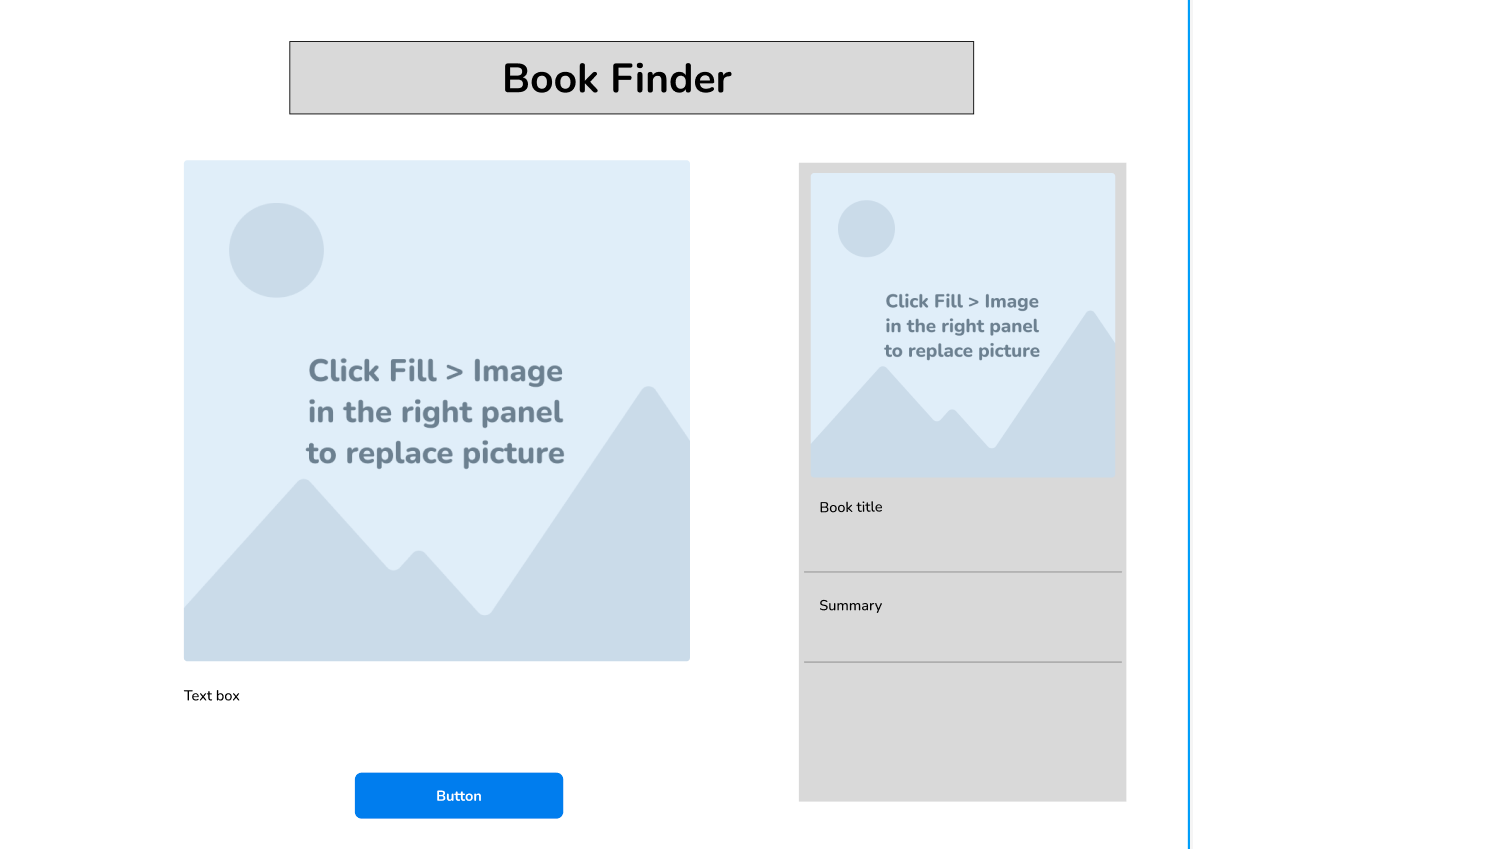 Book Finder
Click Fill > Image
in the right panel
to replace picture
Text box
Button
Click Fill > Image
in the right panel
to replace picture
Book title
Summary